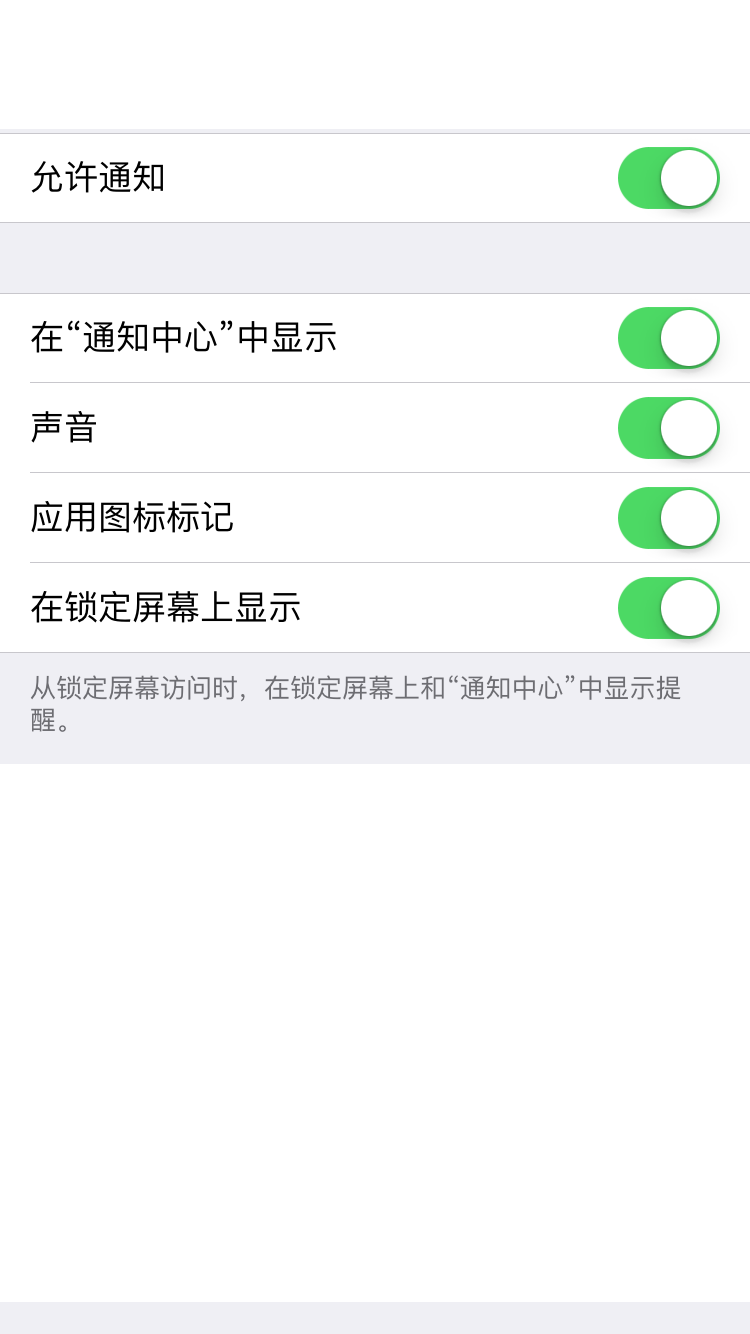 允许通知
在“通知中心”中显示
声音
应用图标标记
在锁定屏幕上显示
从锁定屏幕访问时，在锁定屏幕上和“通知中心”中显示提
醒。